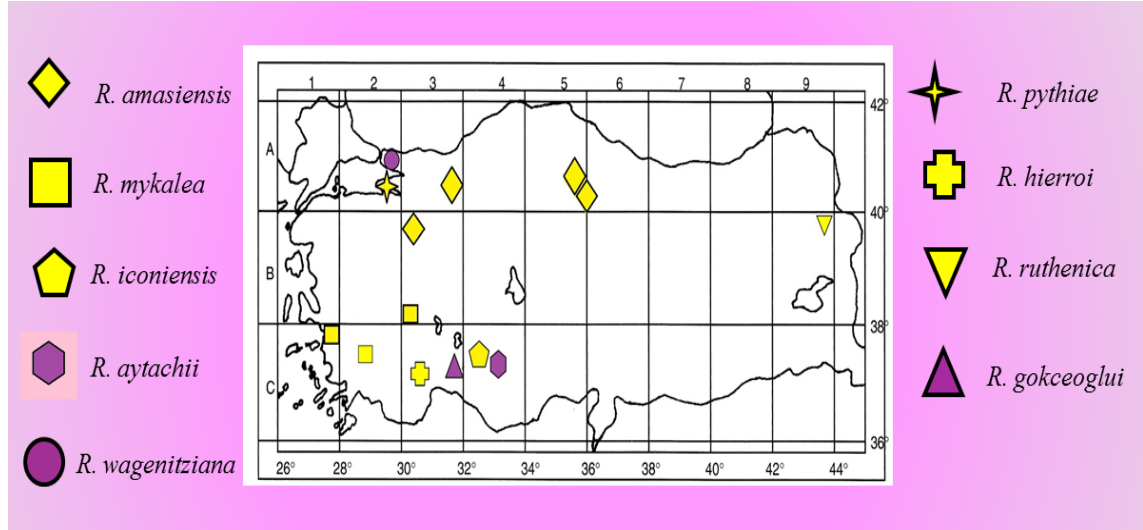 R. amasiensis
R. mykalea
R. iconiensis
R. aytachii
R. wagenitziana
1 2 3 4 5 6 7 8 9
A
B
C
42°
40°
38°
36°
26° 28° 30° 32° 34° 36° 38° 40° 42° 44°
R. pythiae
R. hierroi
R. ruthenica
R. gokceoglui